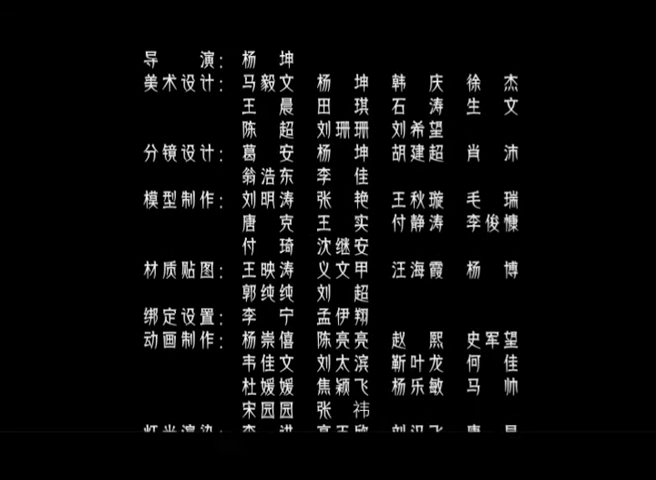 导 演：杨 坤
美术设计：马毅文 杨 坤 韩 庆 徐 杰
王 晨 田 琪 石 涛 生 文
陈 超 刘珊珊 刘希望
分镜设计：葛 安 杨 坤 胡建超 肖 沛
翁浩东 李 佳
模型制作：刘明涛 张 艳 王秋璇 毛 瑞
唐 克 王 实 付静涛 李俊慷
付 琦 沈继安
材质贴图：王映涛 义文甲 汪海霞 杨 博
郭纯纯 刘 超
绑定设置：李 宁 孟伊翔
动画制作：杨崇僖 陈亮亮 赵 熙 史军望
韦佳文 刘太滨 靳叶龙 何 佳
杜媛媛 焦颖飞 杨乐敏 马 帅
宋园园 张 祎
灯光渲染：李 进